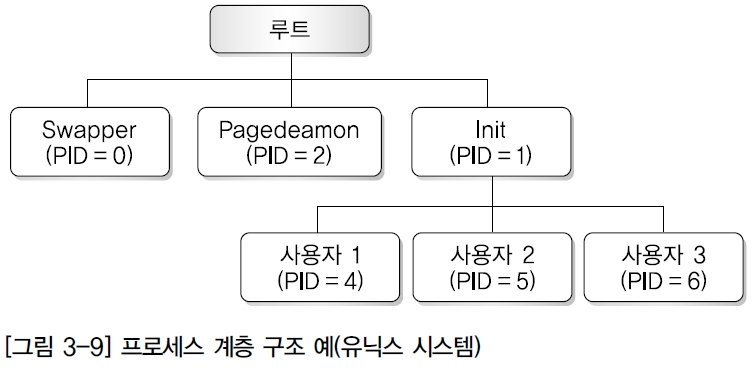 루트
Swapper
(PID = 0)
Pagedeamon
(PID = 2)
Init
(PID = 1)
사용자 1
(PID = 4)
사용자 2
(PID = 5)
사용자 3
(PID = 6)
[그림 3-9] 프로세스 계층 구조 예(유닉스 시스템)